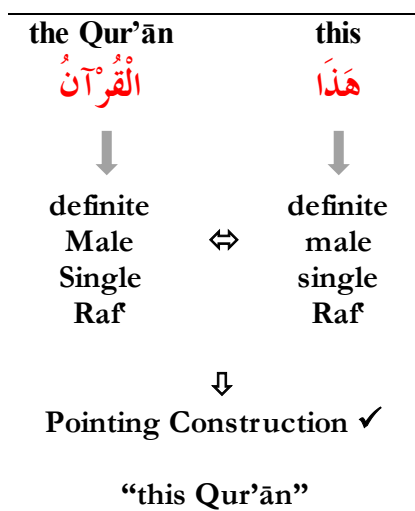 the Qur’ān this
الْقُرْآنُ هَذَا
definite definite
Male ⬄ male
Single single
Rafʿ Rafʿ
⇩
Pointing Construction ✓
“this Qur’ān”